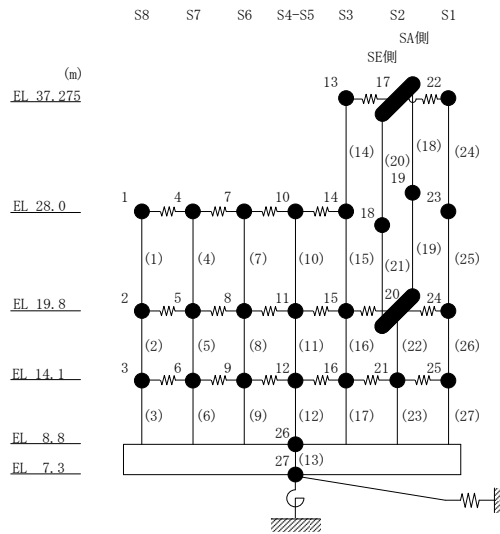 S8 S7 S6 S4-S5 S3 S2 S1
SA側
SE側
(m)
13 17 22
EL 37.275
(14) (20) (18) (24)
19
1 4 7 10 14 23
EL 28.0
18
(1) (4) (7) (10) (15) (21) (19) (25)
2 5 8 11 15 20 24
EL 19.8
(2) (5) (8) (11) (16) (22) (26)
3 6 9 12 16 21 25
EL 14.1
(3) (6) (9) (12) (17) (23) (27)
26
EL 8.8
27 (13)
EL 7.3